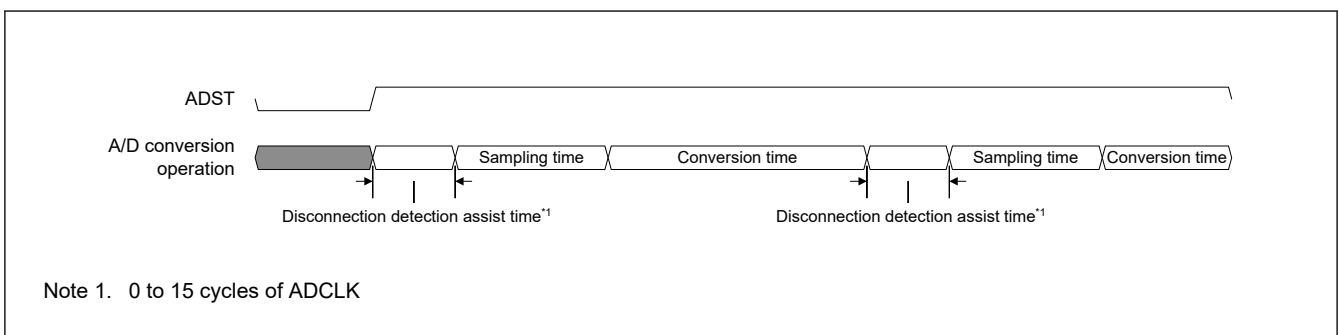 ADST
A/D conversion
operation
Sampling time Conversion time Sampling time Conversion time
Disconnection detection assist time*1 Disconnection detection assist time*1
Note 1. 0 to 15 cycles of ADCLK